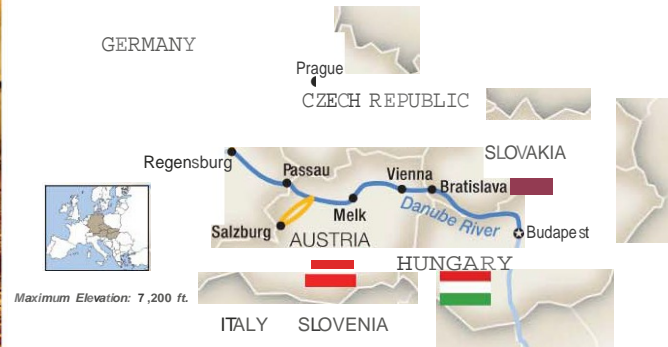 GERMANY
Prague
CZECH REPUBLIC
SLOVAKIA
Regensburg
Passau
Vienna
Bratislava
Melk
Danube River
Salzburg
AUSTRIA
Budapest
HUNGARY
Maximum Elevation: 7,200 ft.
ITALY SLOVENIA